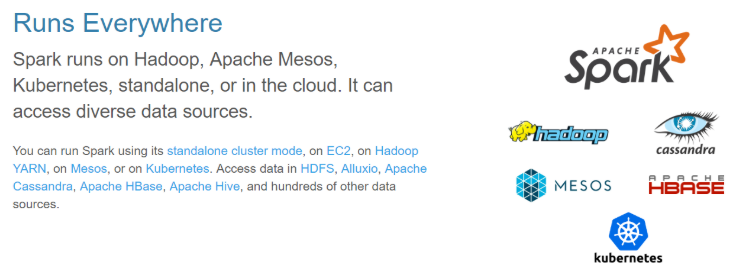 Runs Everywhere
Spark runs on Hadoop, Apache Mesos,
Kubernetes, standalone, or in the cloud. It can
access diverse data sources.
You can run Spark using its standalone cluster mode, on EC2, on Hadoop
YARN, on Mesos, or on Kubernetes. Access data in HDFS, Alluxio, Apache
Cassandra, Apache HBase, Apache Hive, and hundreds of other data
sources.
APACHE
Spark
hadoop
cassandra
MESOS
APACHE
HBASE
kubernetes